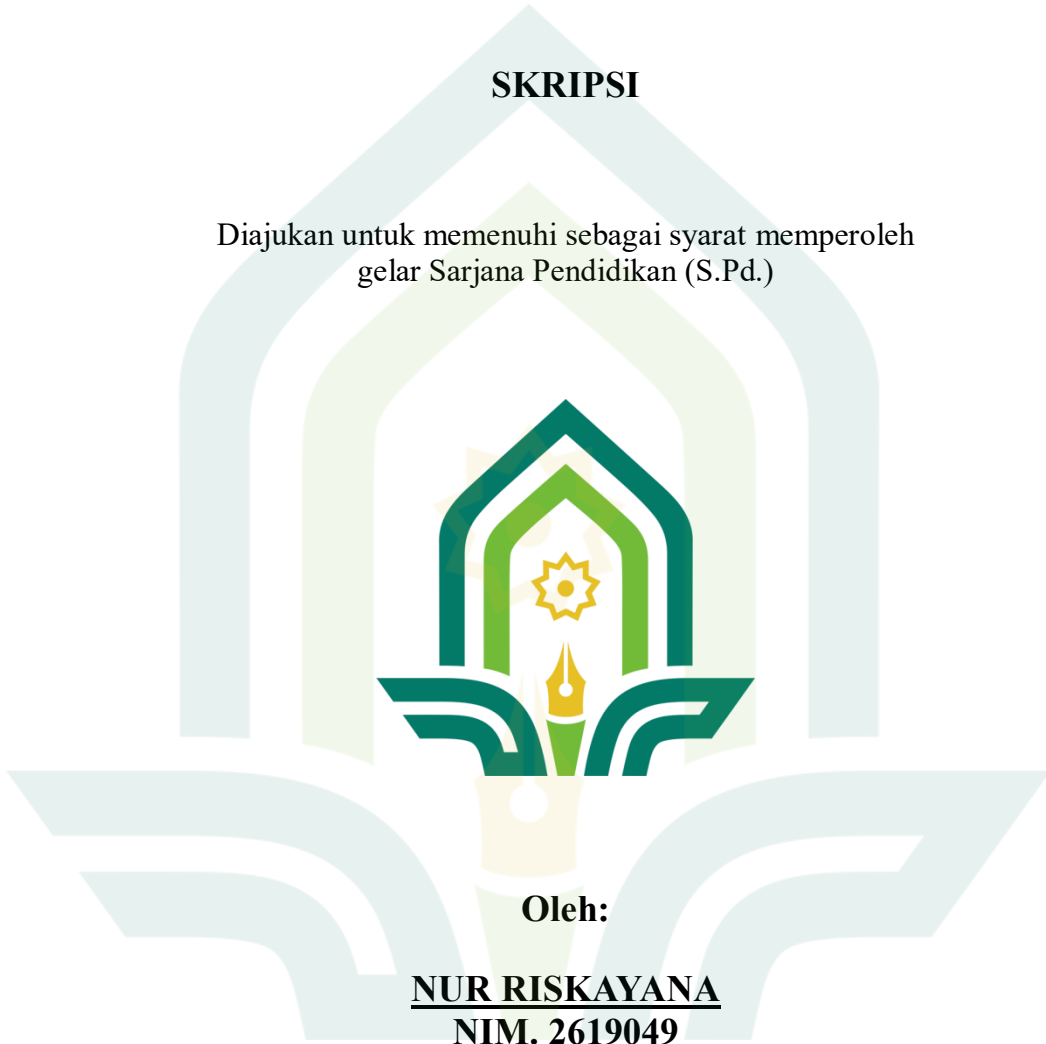 SKRIPSI
Diajukan untuk memenuhi sebagai syarat memperoleh
gelar Sarjana Pendidikan (S.Pd.)
Oleh:
NUR RISKAYANA
NIM. 2619049